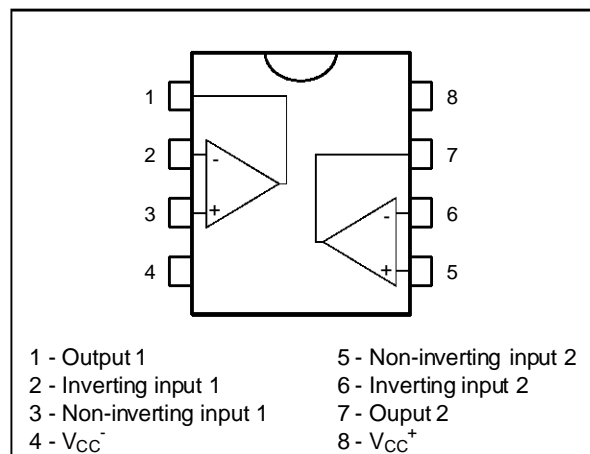 1
2
3
4
8
7
6
5
-
+
-
+
1 - Output 1
2 - Inverting input 1
3 - Non-inverting input 1
4 - VCC-
5 - Non-inverting input 2
6 - Inverting input 2
7 - Ouput 2
8 - VCC+